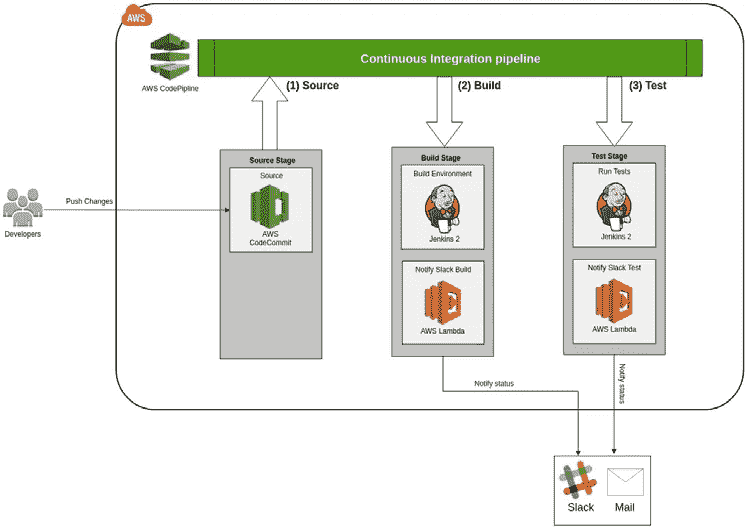 AWS
Continuous Integration pipeline
AWS CodePipline
(1) Source
(2) Build
(3) Test
Source Stage
Source
AWS
CodeCommit
Build Stage
Build Environment
Jenkins 2
Notify Slack Build
AWS Lambda
Test Stage
Run Tests
Jenkins 2
Notify Slack Test
AWS Lambda
Push Changes
Developers
Notify status
Notify status
Slack
Mail